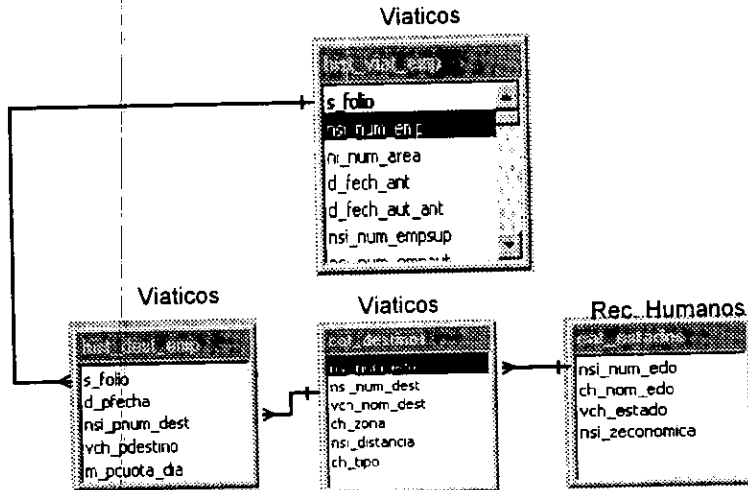 Viaticos
s_folio
nsi_num_emp
ni_num_area
d_fech_ant
d_fech_aut_ant
nsi_num_empsup
Viaticos
s_folio
d_pfecha
nsi_pnum_dest
vch_pdestino
m_pcuota_dia
Viaticos
ns_num_dest
vch_nom_dest
ch_zona
nsi_distancia
ch_tipo
Rec. Humanos
nsi_num_edo
ch_nom_edo
vch_estado
nsi_zeconomica